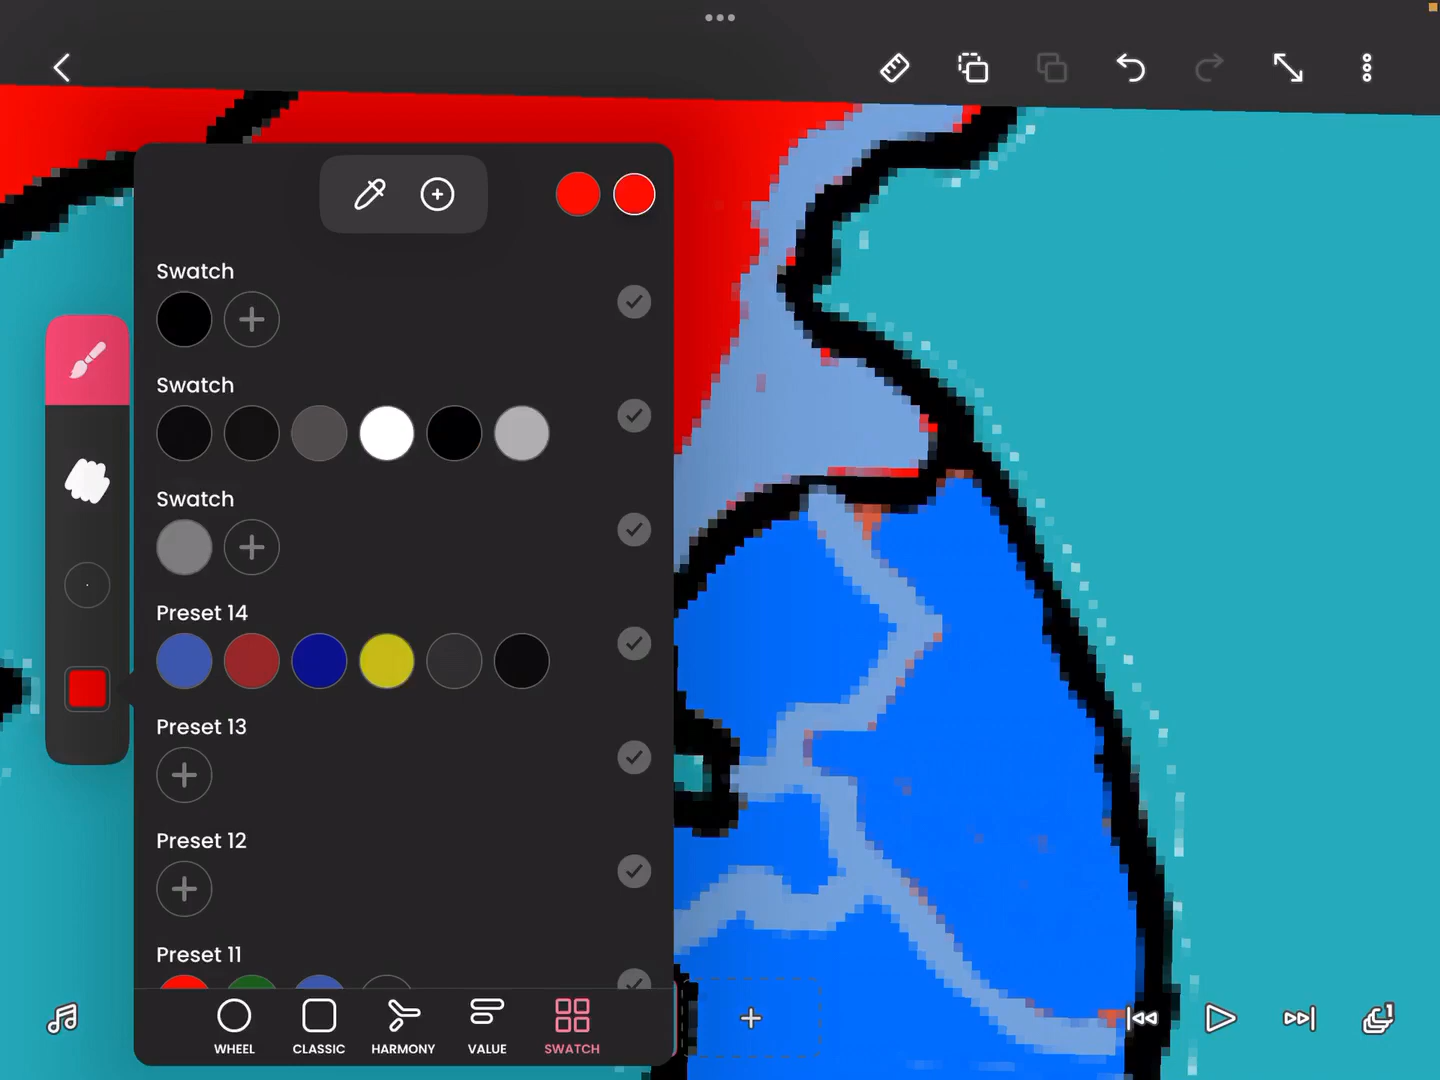 Swatch
Swatch
Swatch
Preset 14
Preset 13
Preset 12
Preset 11
WHEEL CLASSIC HARMONY VALUE SWATCH